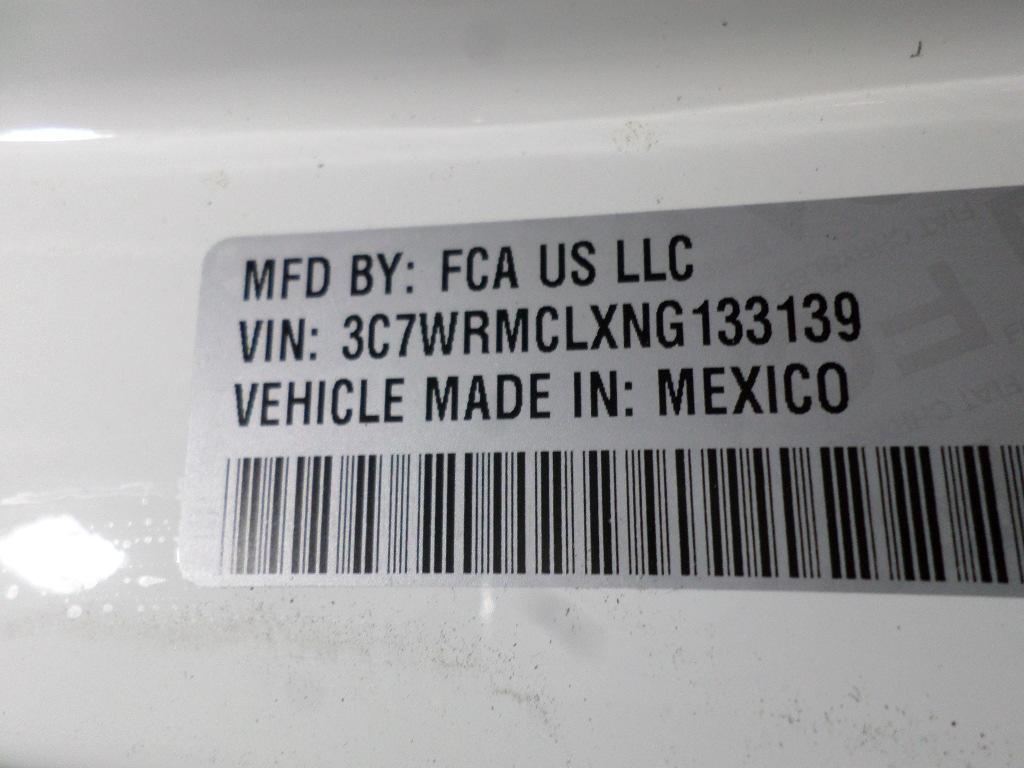 MFD BY: FCA US LLC
VIN: 3C7WRMCLXNG133139
VEHICLE MADE IN: MEXICO